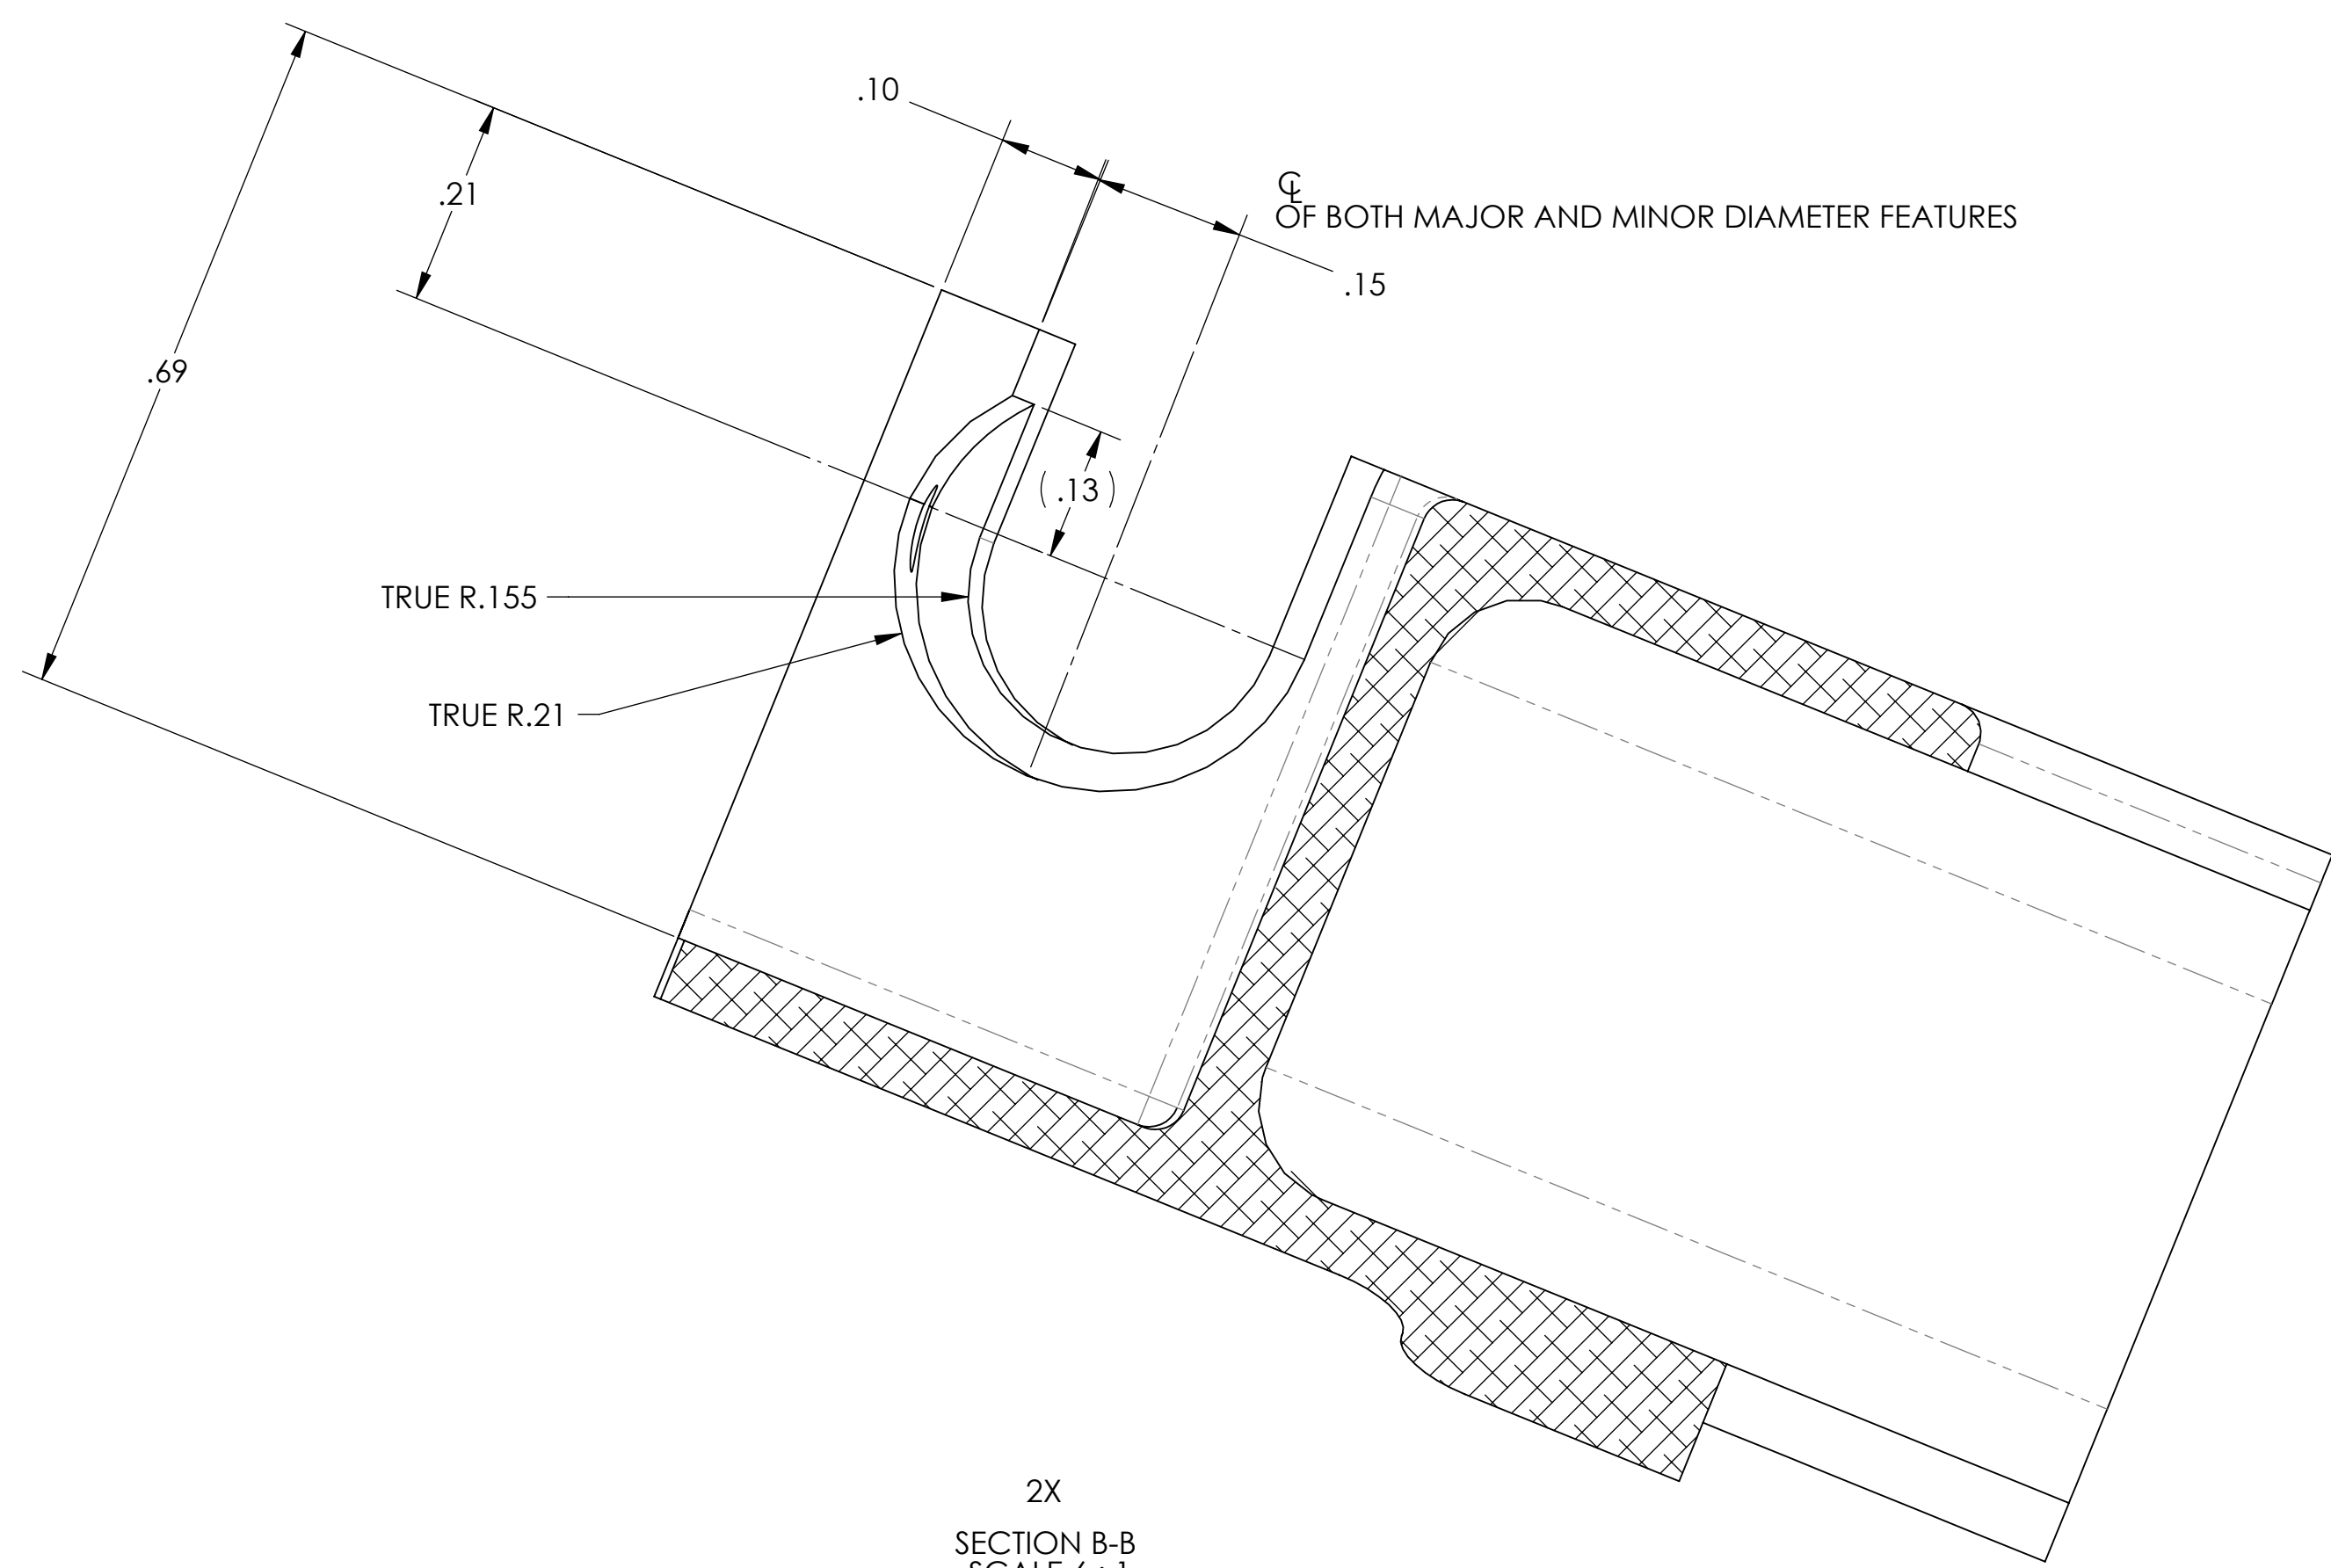 .10
℄
OF BOTH MAJOR AND MINOR DIAMETER FEATURES
.21
.15
.69
(.13)
TRUE R.155
TRUE R.21
2X
SECTION B-B